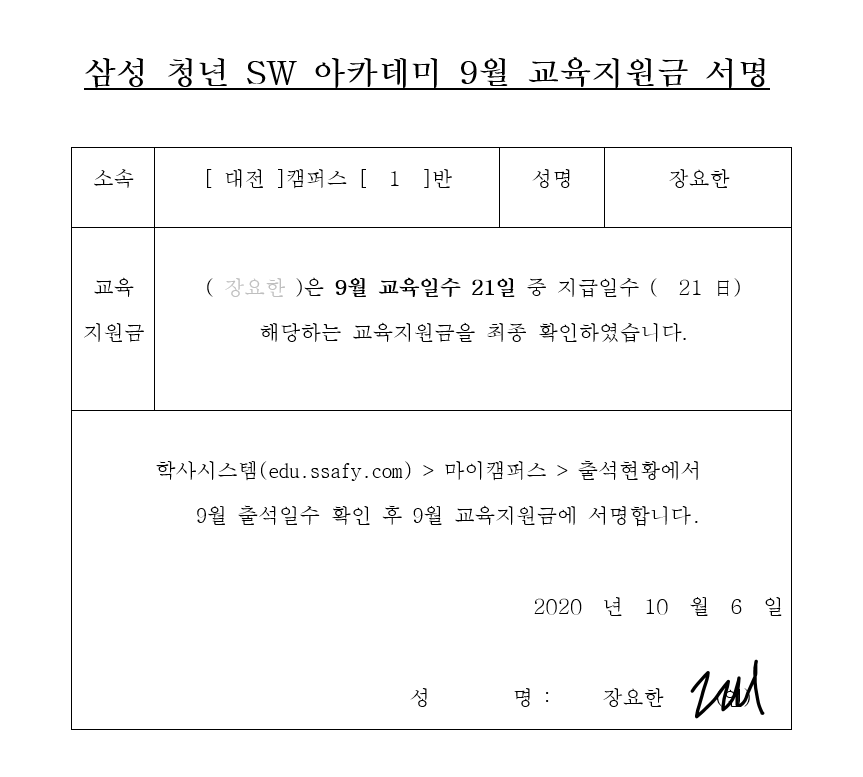 삼성 청년 SW 아카데미 9월 교육지원금 서명
소속 [ 대전 ]캠퍼스 [ 1 ]반 성명 장요한
교육 지원금
( 장요한 )은 9월 교육일수 21일 중 지급일수 ( 21 日)
해당하는 교육지원금을 최종 확인하였습니다.
학사시스템(edu.ssafy.com) > 마이캠퍼스 > 출석현황에서
9월 출석일수 확인 후 9월 교육지원금에 서명합니다.
2020 년 10 월 6 일
성 명 : 장요한 (인)